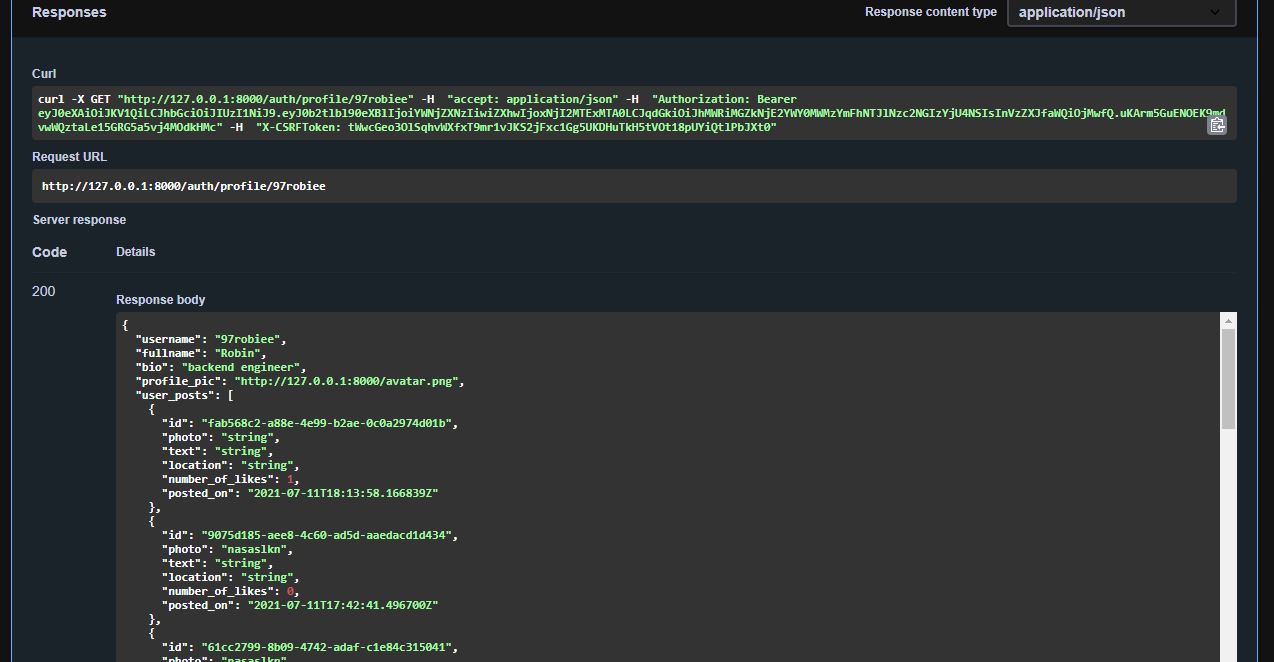 Responses
Response content type
application/json
Curl
curl -X GET "http://127.0.0.1:8000/auth/profile/97robiee" -H "accept: application/json" -H "Authorization: Bearer
eyJ0eXAiOiJKV1QiLCJhbGciOiJIUzI1NiJ9.eyJ0b2tlbl90eXBlIjoiYWNjZXNzIiwiZXhwIjoxNjI2MTExMTA0LCJqdGkiOiJhMWRiMGZkNjE2YWY0MWMzYmFhNTJlNzc2NGIzYjU4NSIsInVzZXJfaWQiOjMwfQ.uKArm5GuENOEK9md
vwWQztaLe15GRG5a5vj4MOdkHMc" -H "X-CSRFToken: tWwcGeo3OlSqhvWXfxT9mr1vJKS2jFxc1Gg5UKDHuTkH5tVOt18pUYiQtlPbJXt0"
Request URL
http://127.0.0.1:8000/auth/profile/97robiee
Server response
Code
Details
200
Response body
{
"username": "97robiee",
"fullname": "Robin",
"bio": "backend engineer",
"profile_pic": "http://127.0.0.1:8000/avatar.png",
"user_posts": [
{
"id": "fab568c2-a88e-4e99-b2ae-0c0a2974d01b",
"photo": "string",
"text": "string",
"location": "string",
"number_of_likes": 1,
"posted_on": "2021-07-11T18:13:58.166839Z"
},
{
"id": "9075d185-aee8-4c60-ad5d-aaedacd1d434",
"photo": "nasaslkn",
"text": "string",
"location": "string",
"number_of_likes": 0,
"posted_on": "2021-07-11T17:42:41.496700Z"
},
{
"id": "61cc2799-8b09-4742-adaf-c1e84c315041",
"photo": "nasaslkn"